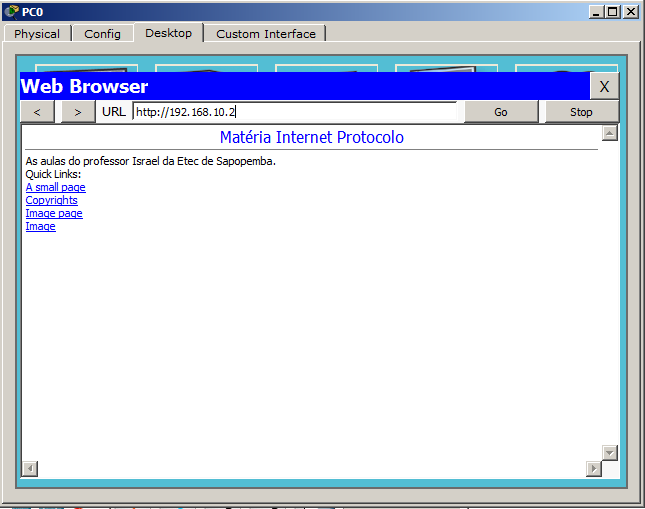 PC0
Physical Config Desktop Custom Interface
Web Browser X
< > URL http://192.168.10.2 Go Stop
Matéria Internet Protocolo
As aulas do professor Israel da Etec de Sapopemba.
Quick Links:
A small page
Copyrights
Image page
Image